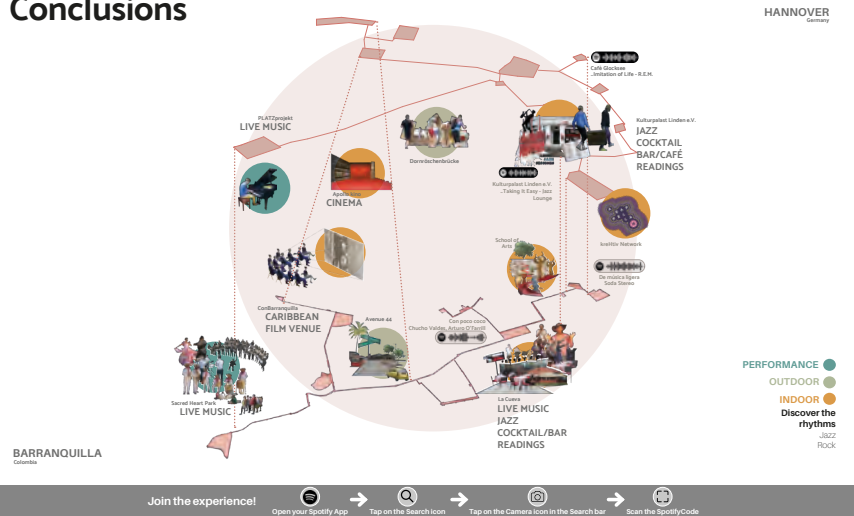 Conclusions
HANNOVER
Germany
Café Glocksee
..Imitation of Life - R.E.M.
PLATZprojekt
LIVE MUSIC
Kulturpalast Linden e.V.
JAZZ
COCKTAIL
BAR/CAFÉ
READINGS
Dornröschenbrücke
Kulturpalast Linden e.V.
..Taking It Easy - Jazz
Lounge
Apollo kino
CINEMA
kreHtiv Network
School of
Arts
De música ligera
Soda Stereo
ConBarranquilla
CARIBBEAN
FILM VENUE
Avenue 44
Con poco coco
Chucho Valdes, Arturo O'Farrill
Sacred Heart Park
LIVE MUSIC
La Cueva
LIVE MUSIC
JAZZ
COCKTAIL/BAR
READINGS
PERFORMANCE
OUTDOOR
INDOOR
Discover the
rhythms
Jazz
Rock
BARRANQUILLA
Colombia
Join the experience!
Open your Spotify App
Tap on the Search icon
Tap on the Camera icon in the Search bar
Scan the SpotifyCode